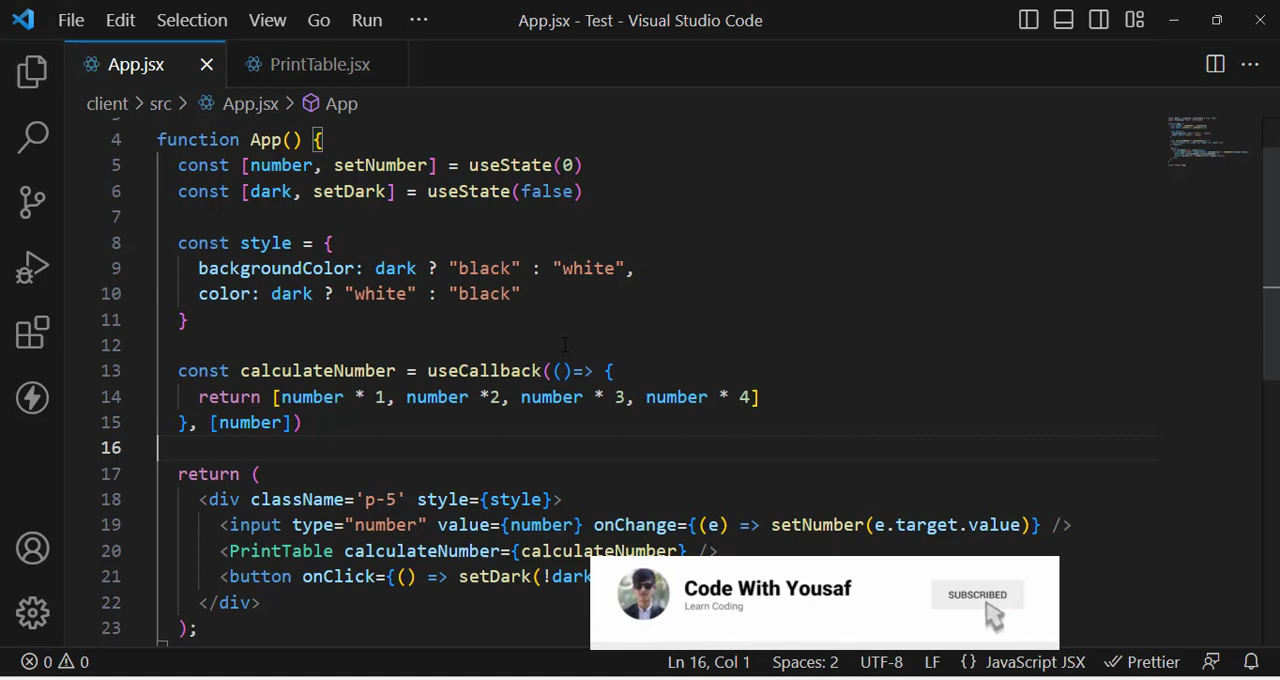 File Edit Selection View Go Run ··· App.jsx - Test - Visual Studio Code
App.jsx PrintTable.jsx
client > src > App.jsx > App
4 function App() {
5 const [number, setNumber] = useState(0)
6 const [dark, setDark] = useState(false)
7
8 const style = {
9 backgroundColor: dark ? "black" : "white",
10 color: dark ? "white" : "black"
11 }
12
13 const calculateNumber = useCallback(()=> {
14 return [number * 1, number *2, number * 3, number * 4]
15 }, [number])
16
17 return (
18 <div className='p-5' style={style}>
19 <input type="number" value={number} onChange={(e) => setNumber(e.target.value)} />
20 <PrintTable calculateNumber={calculateNumber} />
21 <button onClick={() => setDark(!dark
22 </div>
23 );
Code With Yousaf
Learn Coding
SUBSCRIBED
0 0 Ln 16, Col 1 Spaces: 2 UTF-8 LF {} JavaScript JSX Prettier